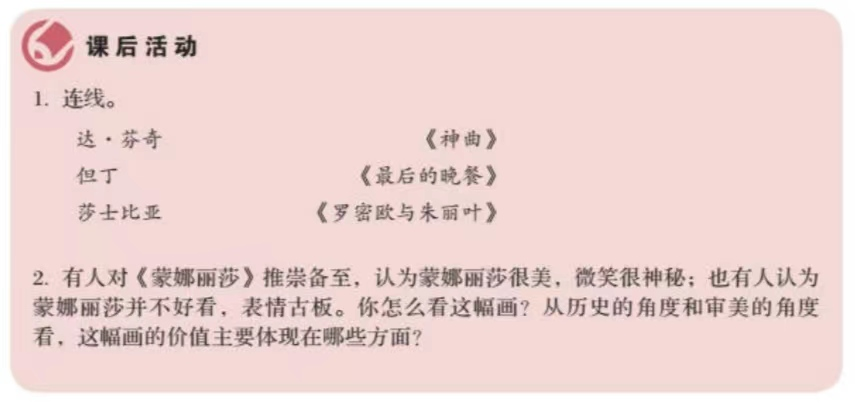 课后活动
1. 连线。
达·芬奇 《神曲》
但丁 《最后的晚餐》
莎士比亚 《罗密欧与朱丽叶》
2. 有人对《蒙娜丽莎》推崇备至，认为蒙娜丽莎很美，微笑很神秘；也有人认为
蒙娜丽莎并不好看，表情古板。你怎么看这幅画？从历史的角度和审美的角度
看，这幅画的价值主要体现在哪些方面？